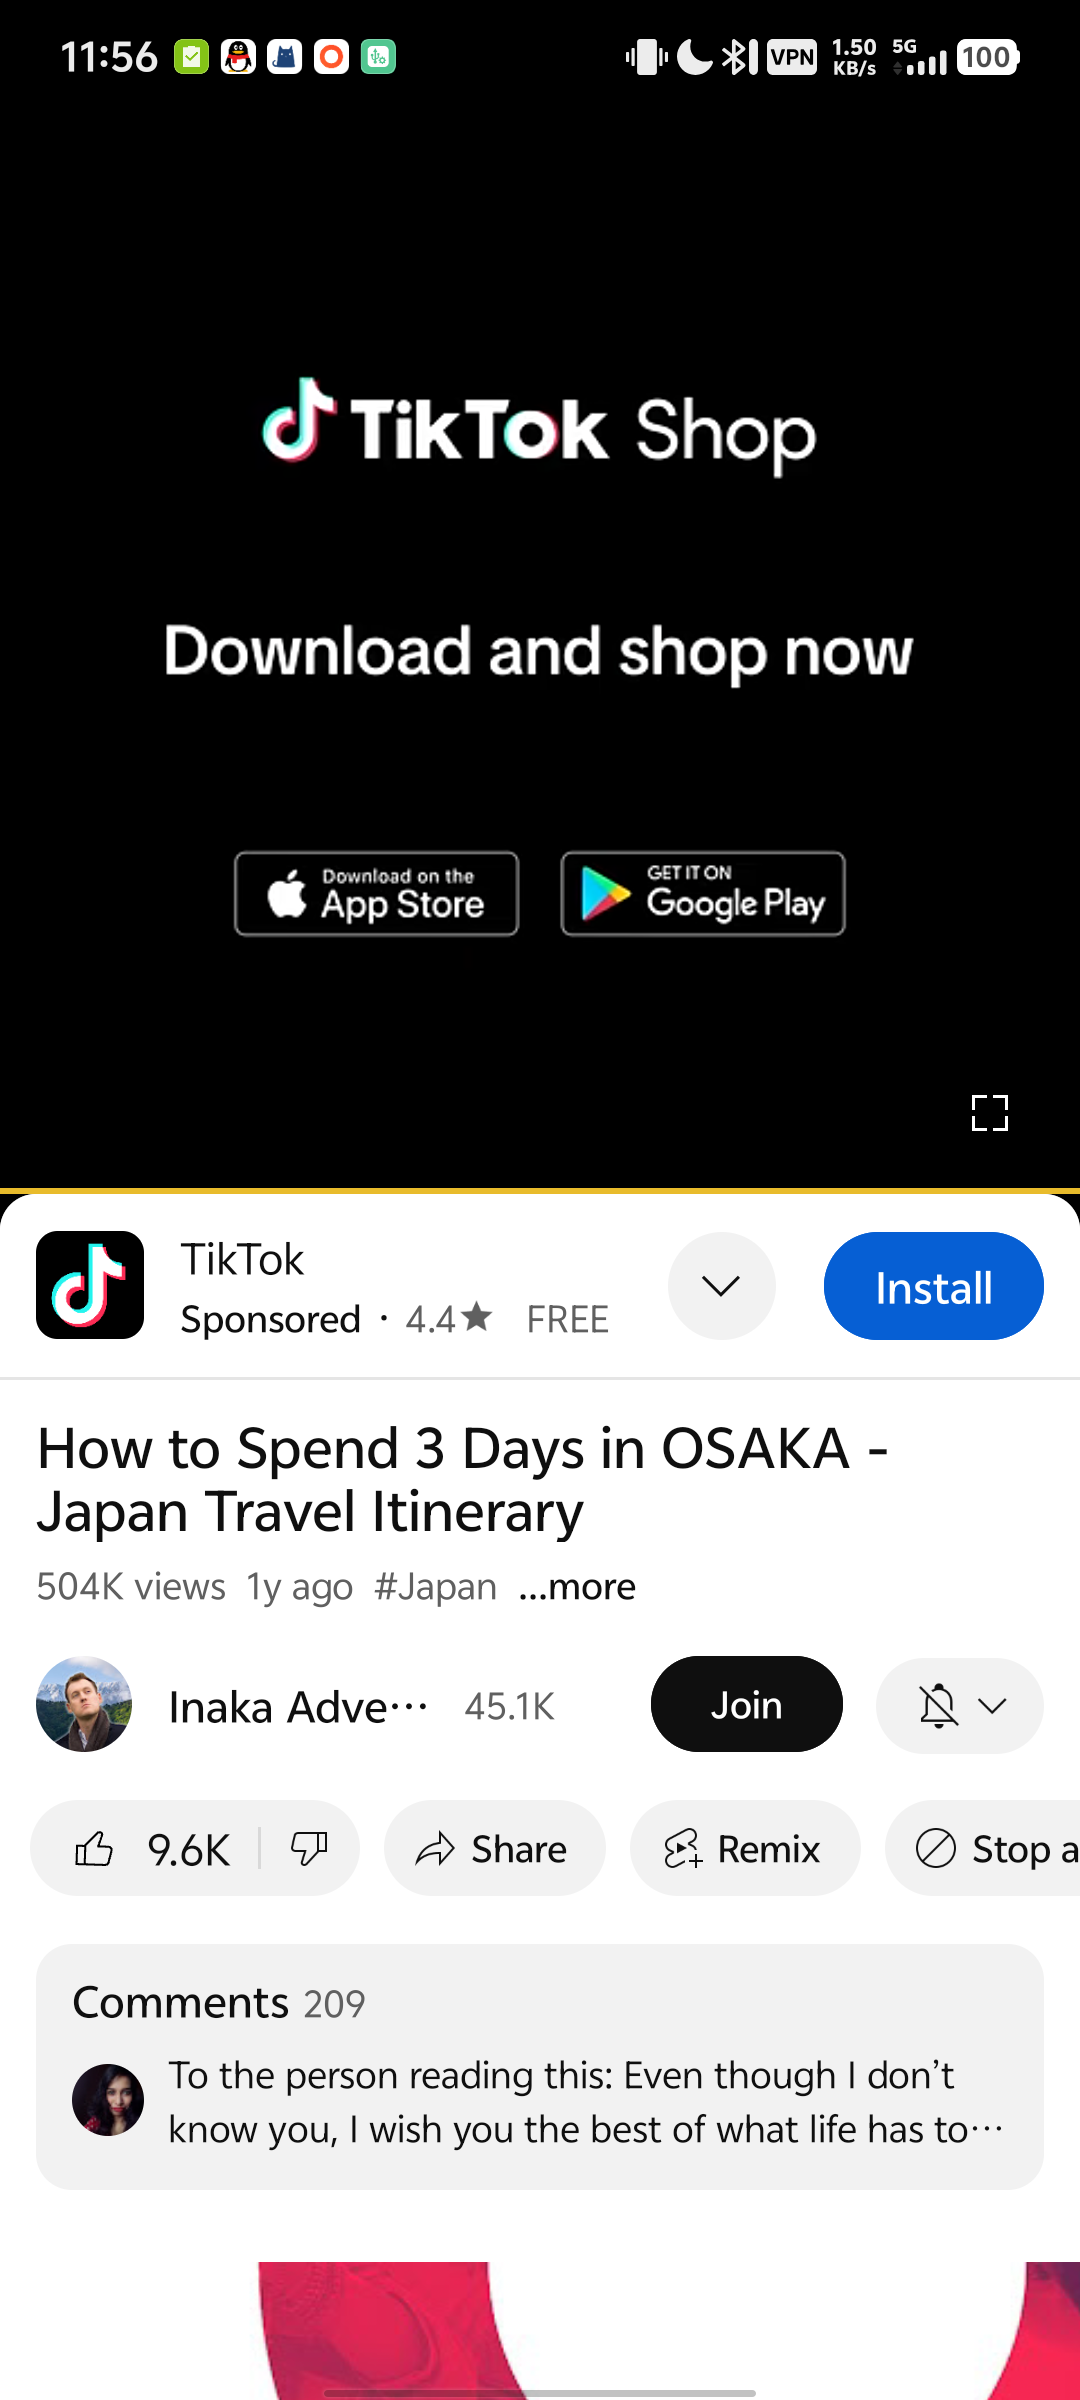 11:56
VPN
1.50
KB/s
5G
100
TikTok Shop
Download and shop now
Download on the
App Store
GET IT ON
Google Play
TikTok
Sponsored · 4.4★ FREE
Install
How to Spend 3 Days in OSAKA -
Japan Travel Itinerary
504K views 1y ago #Japan ...more
Inaka Adve… 45.1K
Join
9.6K
Share
Remix
Stop a
Comments 209
To the person reading this: Even though I don’t
know you, I wish you the best of what life has to…